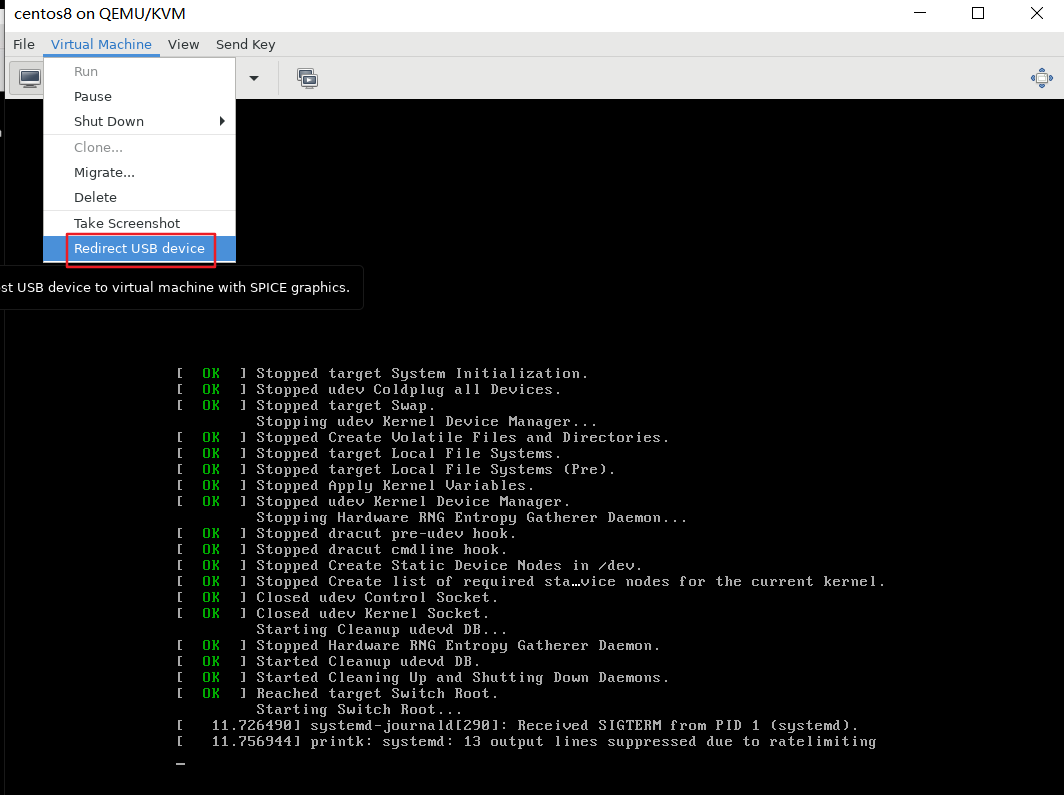 centos8 on QEMU/KVM
File Virtual Machine View Send Key
Run
Pause
Shut Down
Clone...
Migrate...
Delete
Take Screenshot
Redirect USB device
st USB device to virtual machine with SPICE graphics.
[ OK ] Stopped target System Initialization.
[ OK ] Stopped udev Coldplug all Devices.
[ OK ] Stopped target Swap.
Stopping udev Kernel Device Manager...
[ OK ] Stopped Create Volatile Files and Directories.
[ OK ] Stopped target Local File Systems.
[ OK ] Stopped target Local File Systems (Pre).
[ OK ] Stopped Apply Kernel Variables.
[ OK ] Stopped udev Kernel Device Manager.
Stopping Hardware RNG Entropy Gatherer Daemon...
[ OK ] Stopped dracut pre-udev hook.
[ OK ] Stopped dracut cmdline hook.
[ OK ] Stopped Create Static Device Nodes in /dev.
[ OK ] Stopped Create list of required sta…vice nodes for the current kernel.
[ OK ] Closed udev Control Socket.
[ OK ] Closed udev Kernel Socket.
Starting Cleanup udevd DB...
[ OK ] Stopped Hardware RNG Entropy Gatherer Daemon.
[ OK ] Started Cleanup udevd DB.
[ OK ] Started Cleaning Up and Shutting Down Daemons.
[ OK ] Reached target Switch Root.
Starting Switch Root...
[ 11.726490] systemd-journald[290]: Received SIGTERM from PID 1 (systemd).
[ 11.756944] printk: systemd: 13 output lines suppressed due to ratelimiting